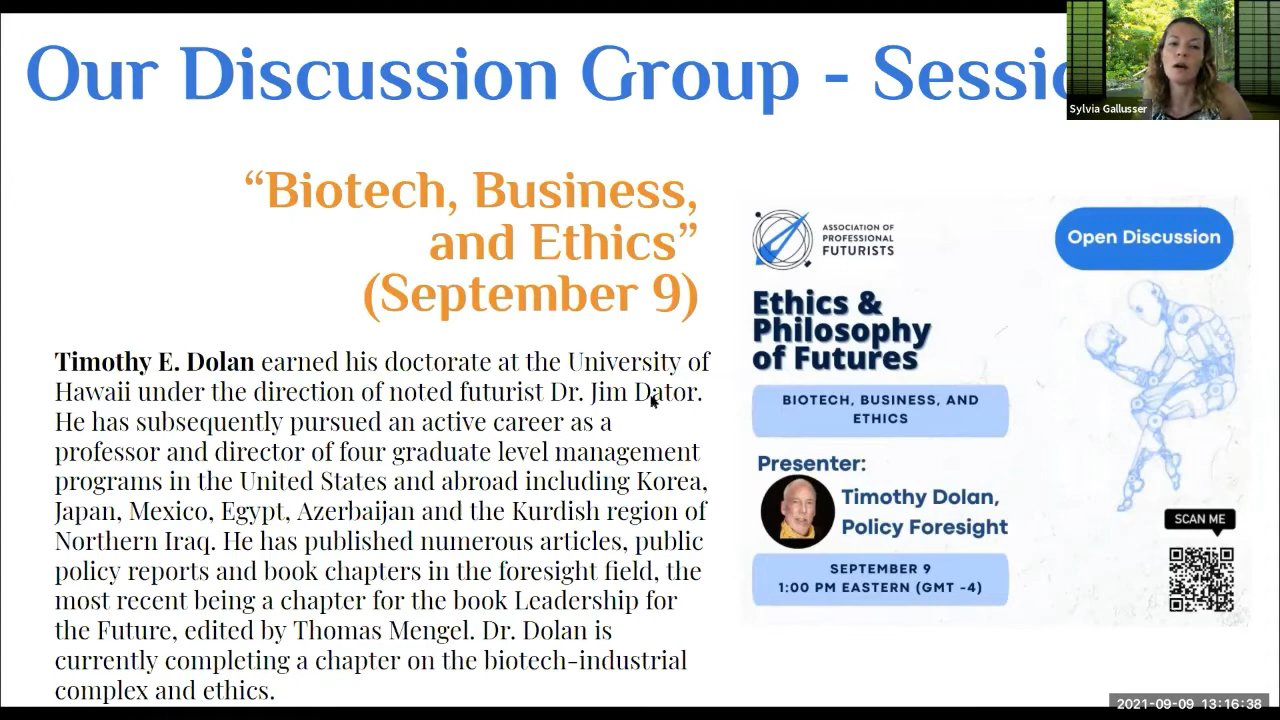 Our Discussion Group - Sessio
Sylvia Gallusser
“Biotech, Business,
and Ethics”
(September 9)
Timothy E. Dolan earned his doctorate at the University of
Hawaii under the direction of noted futurist Dr. Jim Dator.
He has subsequently pursued an active career as a
professor and director of four graduate level management
programs in the United States and abroad including Korea,
Japan, Mexico, Egypt, Azerbaijan and the Kurdish region of
Northern Iraq. He has published numerous articles, public
policy reports and book chapters in the foresight field, the
most recent being a chapter for the book Leadership for
the Future, edited by Thomas Mengel. Dr. Dolan is
currently completing a chapter on the biotech-industrial
complex and ethics.
ASSOCIATION OF
PROFESSIONAL
FUTURISTS
Open Discussion
Ethics &
Philosophy
of Futures
BIOTECH, BUSINESS, AND
ETHICS
Presenter:
Timothy Dolan,
Policy Foresight
SEPTEMBER 9
1:00 PM EASTERN (GMT -4)
SCAN ME
2021-09-09 13:16:38